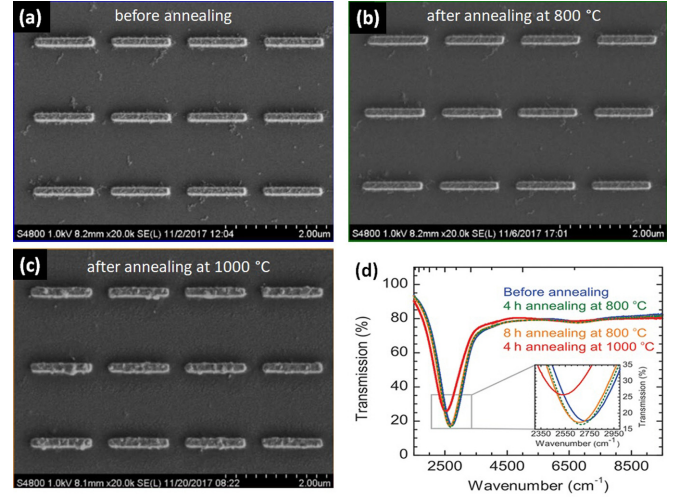 (a)
before annealing
S4800 1.0kV 8.2mm x20.0k SE(L) 11/2/2017 12:04
2.00um
(b)
after annealing at 800 °C
S4800 1.0kV 8.2mm x20.0k SE(L) 11/6/2017 17:01
2.00um
(c)
after annealing at 1000 °C
S4800 1.0kV 8.1mm x20.0k SE(L) 11/20/2017 08:22
2.00um
(d)
Transmission (%)
100
80
60
40
20
0
Before annealing
4 h annealing at 800 °C
8 h annealing at 800 °C
4 h annealing at 1000 °C
35
30
25
20
15
Transmission (%)
2350 2550 2750 2950
Wavenumber (cm⁻¹)
2500 5000 7500
Wavenumber (cm⁻¹)